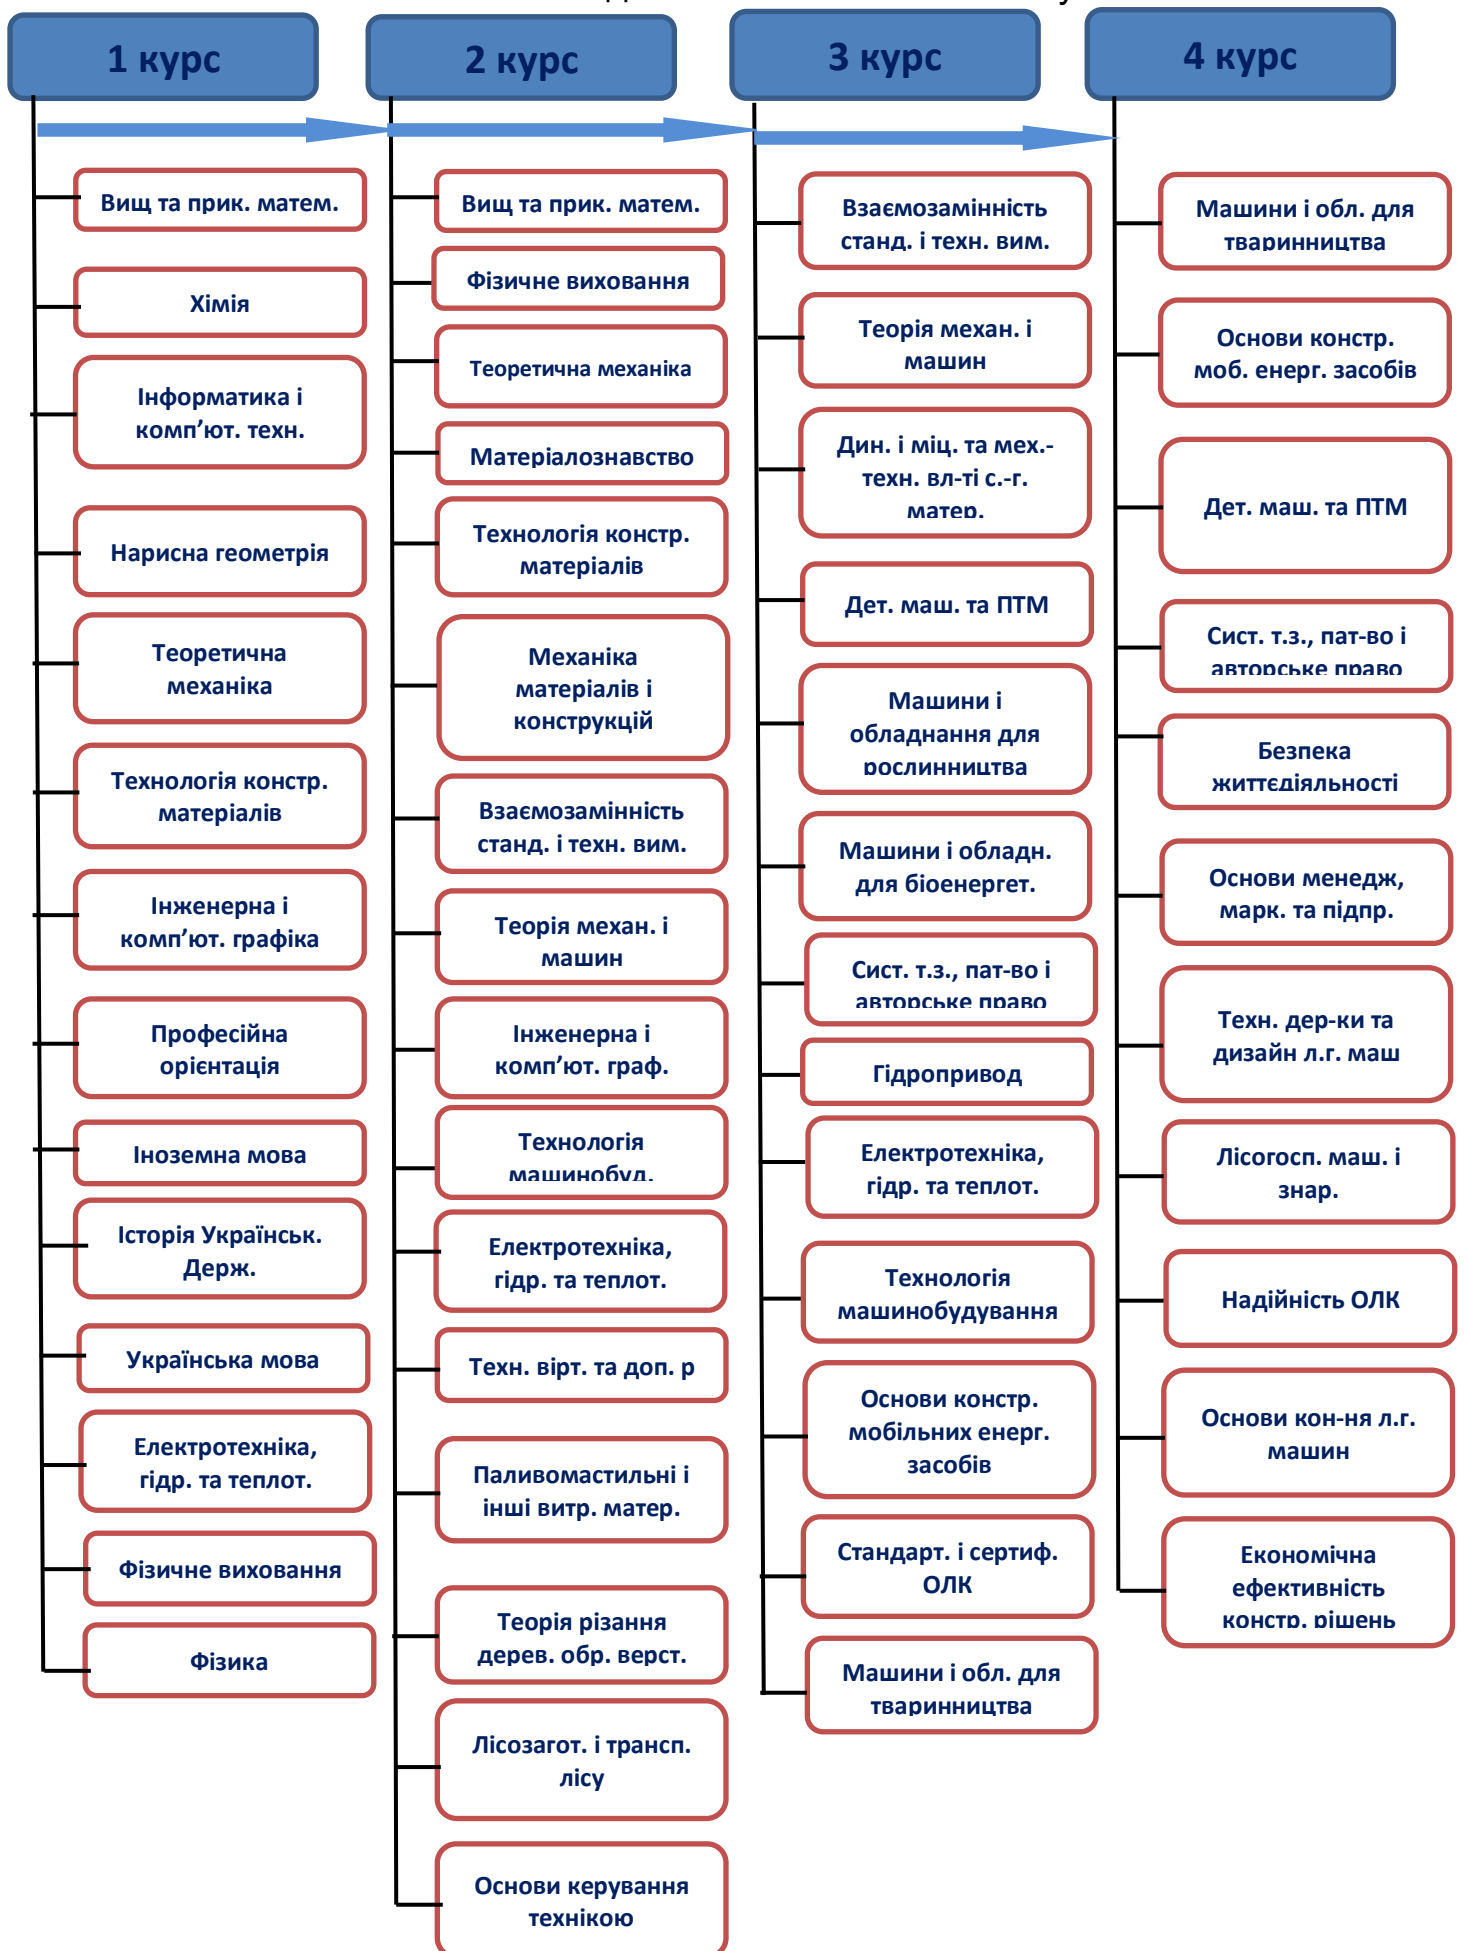 1 курс
Вищ та прик. матем.
Хімія
Інформатика і
комп’ют. техн.
Нарисна геометрія
Теоретична
механіка
Технологія констр.
матеріалів
Інженерна і
комп’ют. графіка
Професійна
орієнтація
Іноземна мова
Історія Українськ.
Держ.
Українська мова
Електротехніка,
гідр. та теплот.
Фізичне виховання
Фізика
2 курс
Вищ та прик. матем.
Фізичне виховання
Теоретична механіка
Матеріалознавство
Технологія констр.
матеріалів
Механіка
матеріалів і
конструкцій
Взаємозамінність
станд. і техн. вим.
Теорія механ. і
машин
Інженерна і
комп’ют. граф.
Технологія
машинобуд.
Електротехніка,
гідр. та теплот.
Техн. вірт. та доп. р
Паливомастильні і
інші витр. матер.
Теорія різання
дерев. обр. верст.
Лісозагот. і трансп.
лісу
Основи керування
технікою
3 курс
Взаємозамінність
станд. і техн. вим.
Теорія механ. і
машин
Дин. і міц. та мех.-
техн. вл-ті с.-г.
матер.
Дет. маш. та ПТМ
Машини і
обладнання для
рослинництва
Машини і обладн.
для біоенергет.
Сист. т.з., пат-во і
авторське право
Гідропривод
Електротехніка,
гідр. та теплот.
Технологія
машинобудування
Основи констр.
мобільних енерг.
засобів
Стандарт. і сертиф.
ОЛК
Машини і обл. для
тваринництва
4 курс
Машини і обл. для
тваринництва
Основи констр.
моб. енерг. засобів
Дет. маш. та ПТМ
Сист. т.з., пат-во і
авторське право
Безпека
життєдіяльності
Основи менедж,
марк. та підпр.
Техн. дер-ки та
дизайн л.г. маш
Лісогосп. маш. і
знар.
Надійність ОЛК
Основи кон-ня л.г.
машин
Економічна
ефективність
констр. рішень